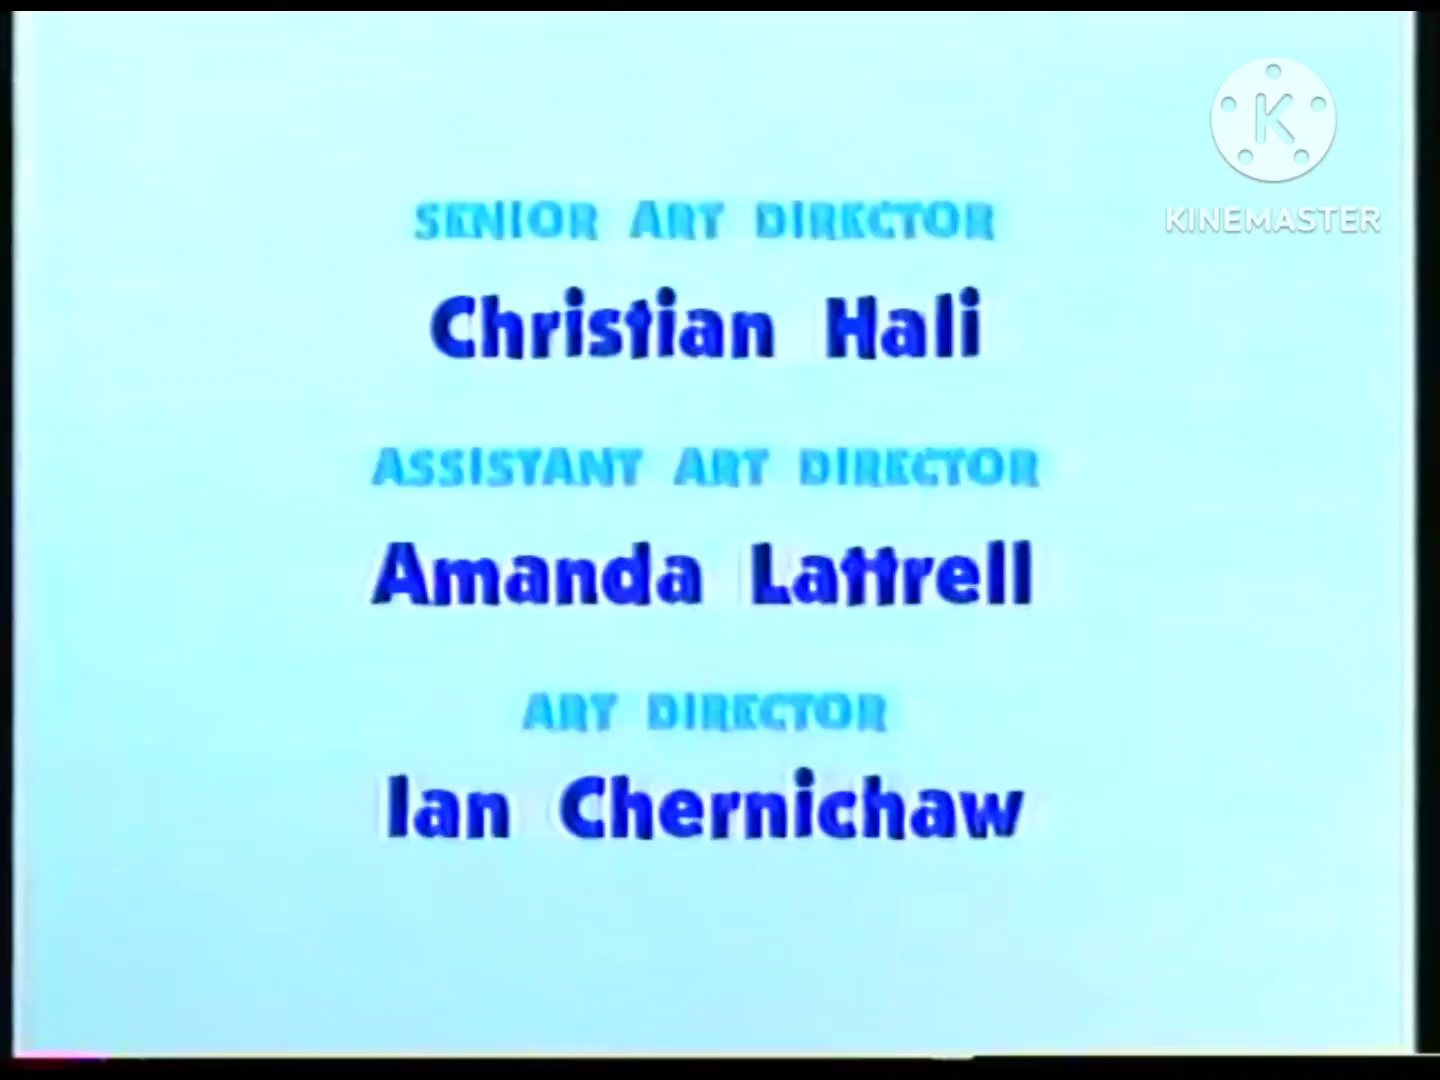 SENIOR ART DIRECTOR
K
KINEMASTER
Christian Hali
ASSISTANT ART DIRECTOR
Amanda Lattrell
ART DIRECTOR
Ian Chernichaw